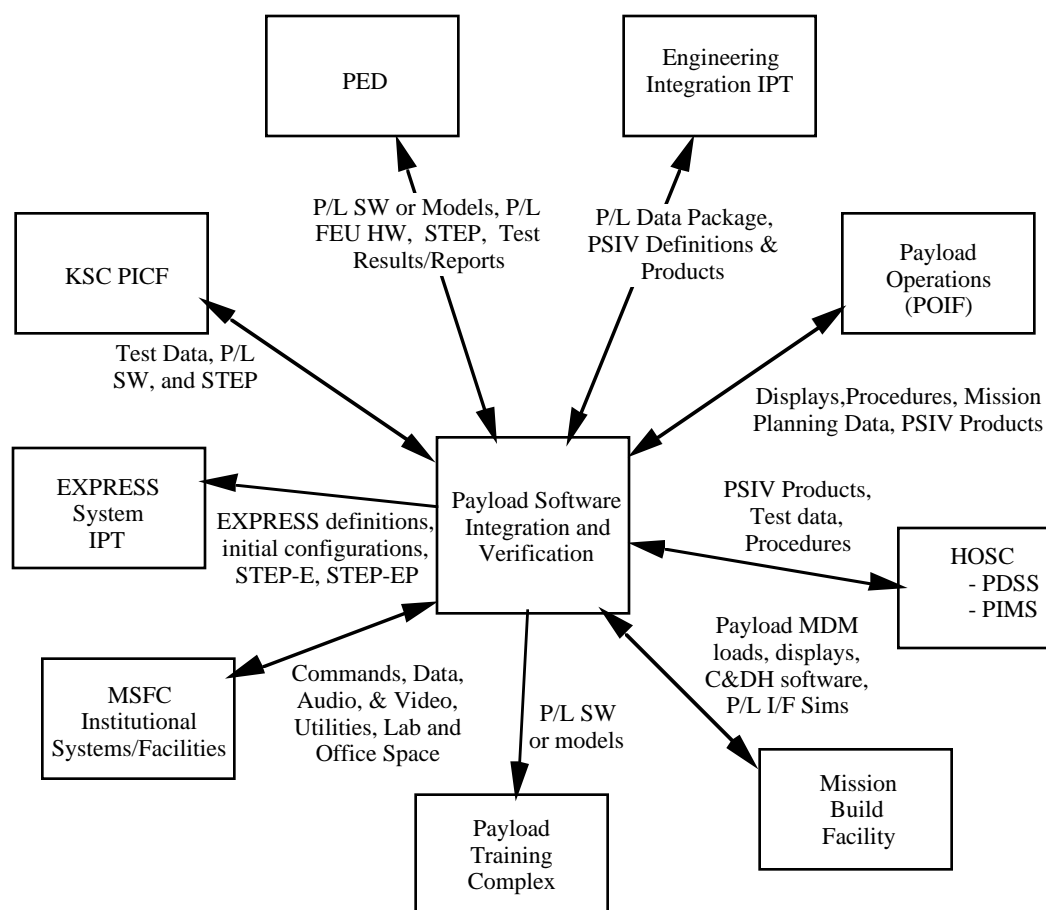 PED
Engineering
Integration IPT
P/L SW or Models, P/L
FEU HW,  STEP,  Test
Results/Reports
P/L Data Package,
PSIV Definitions &
Products
KSC PICF
Payload
Operations
(POIF)
Test Data, P/L
SW, and STEP
Displays,Procedures, Mission
Planning Data, PSIV Products
EXPRESS
System
IPT
EXPRESS definitions,
initial configurations,
STEP-E, STEP-EP
Payload Software
Integration and
Verification
PSIV Products,
Test data,
Procedures
HOSC
- PDSS
- PIMS
MSFC
Institutional
Systems/Facilities
Commands, Data,
Audio, & Video,
Utilities, Lab and
Office Space
P/L SW
or models
Payload MDM
loads, displays,
C&DH software,
P/L I/F Sims
Payload
Training
Complex
Mission
Build
Facility